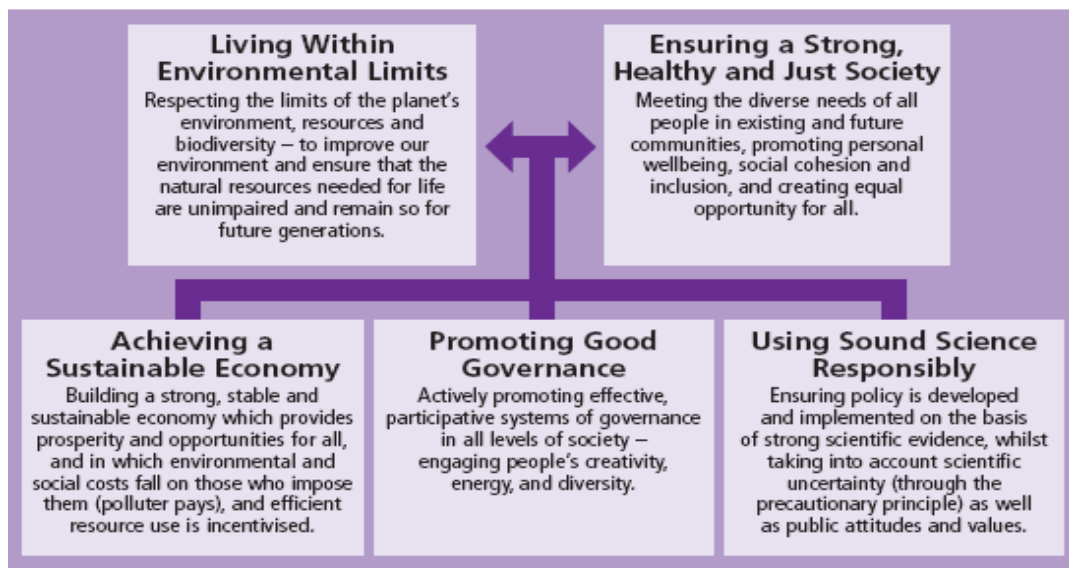 Living Within
Environmental Limits
Respecting the limits of the planet's
environment, resources and
biodiversity – to improve our
environment and ensure that the
natural resources needed for life
are unimpaired and remain so for
future generations.
Ensuring a Strong,
Healthy and Just Society
Meeting the diverse needs of all
people in existing and future
communities, promoting personal
wellbeing, social cohesion and
inclusion, and creating equal
opportunity for all.
Achieving a
Sustainable Economy
Building a strong, stable and
sustainable economy which provides
prosperity and opportunities for all,
and in which environmental and
social costs fall on those who impose
them (polluter pays), and efficient
resource use is incentivised.
Promoting Good
Governance
Actively promoting effective,
participative systems of governance
in all levels of society –
engaging people's creativity,
energy, and diversity.
Using Sound Science
Responsibly
Ensuring policy is developed
and implemented on the basis
of strong scientific evidence, whilst
taking into account scientific
uncertainty (through the
precautionary principle) as well
as public attitudes and values.